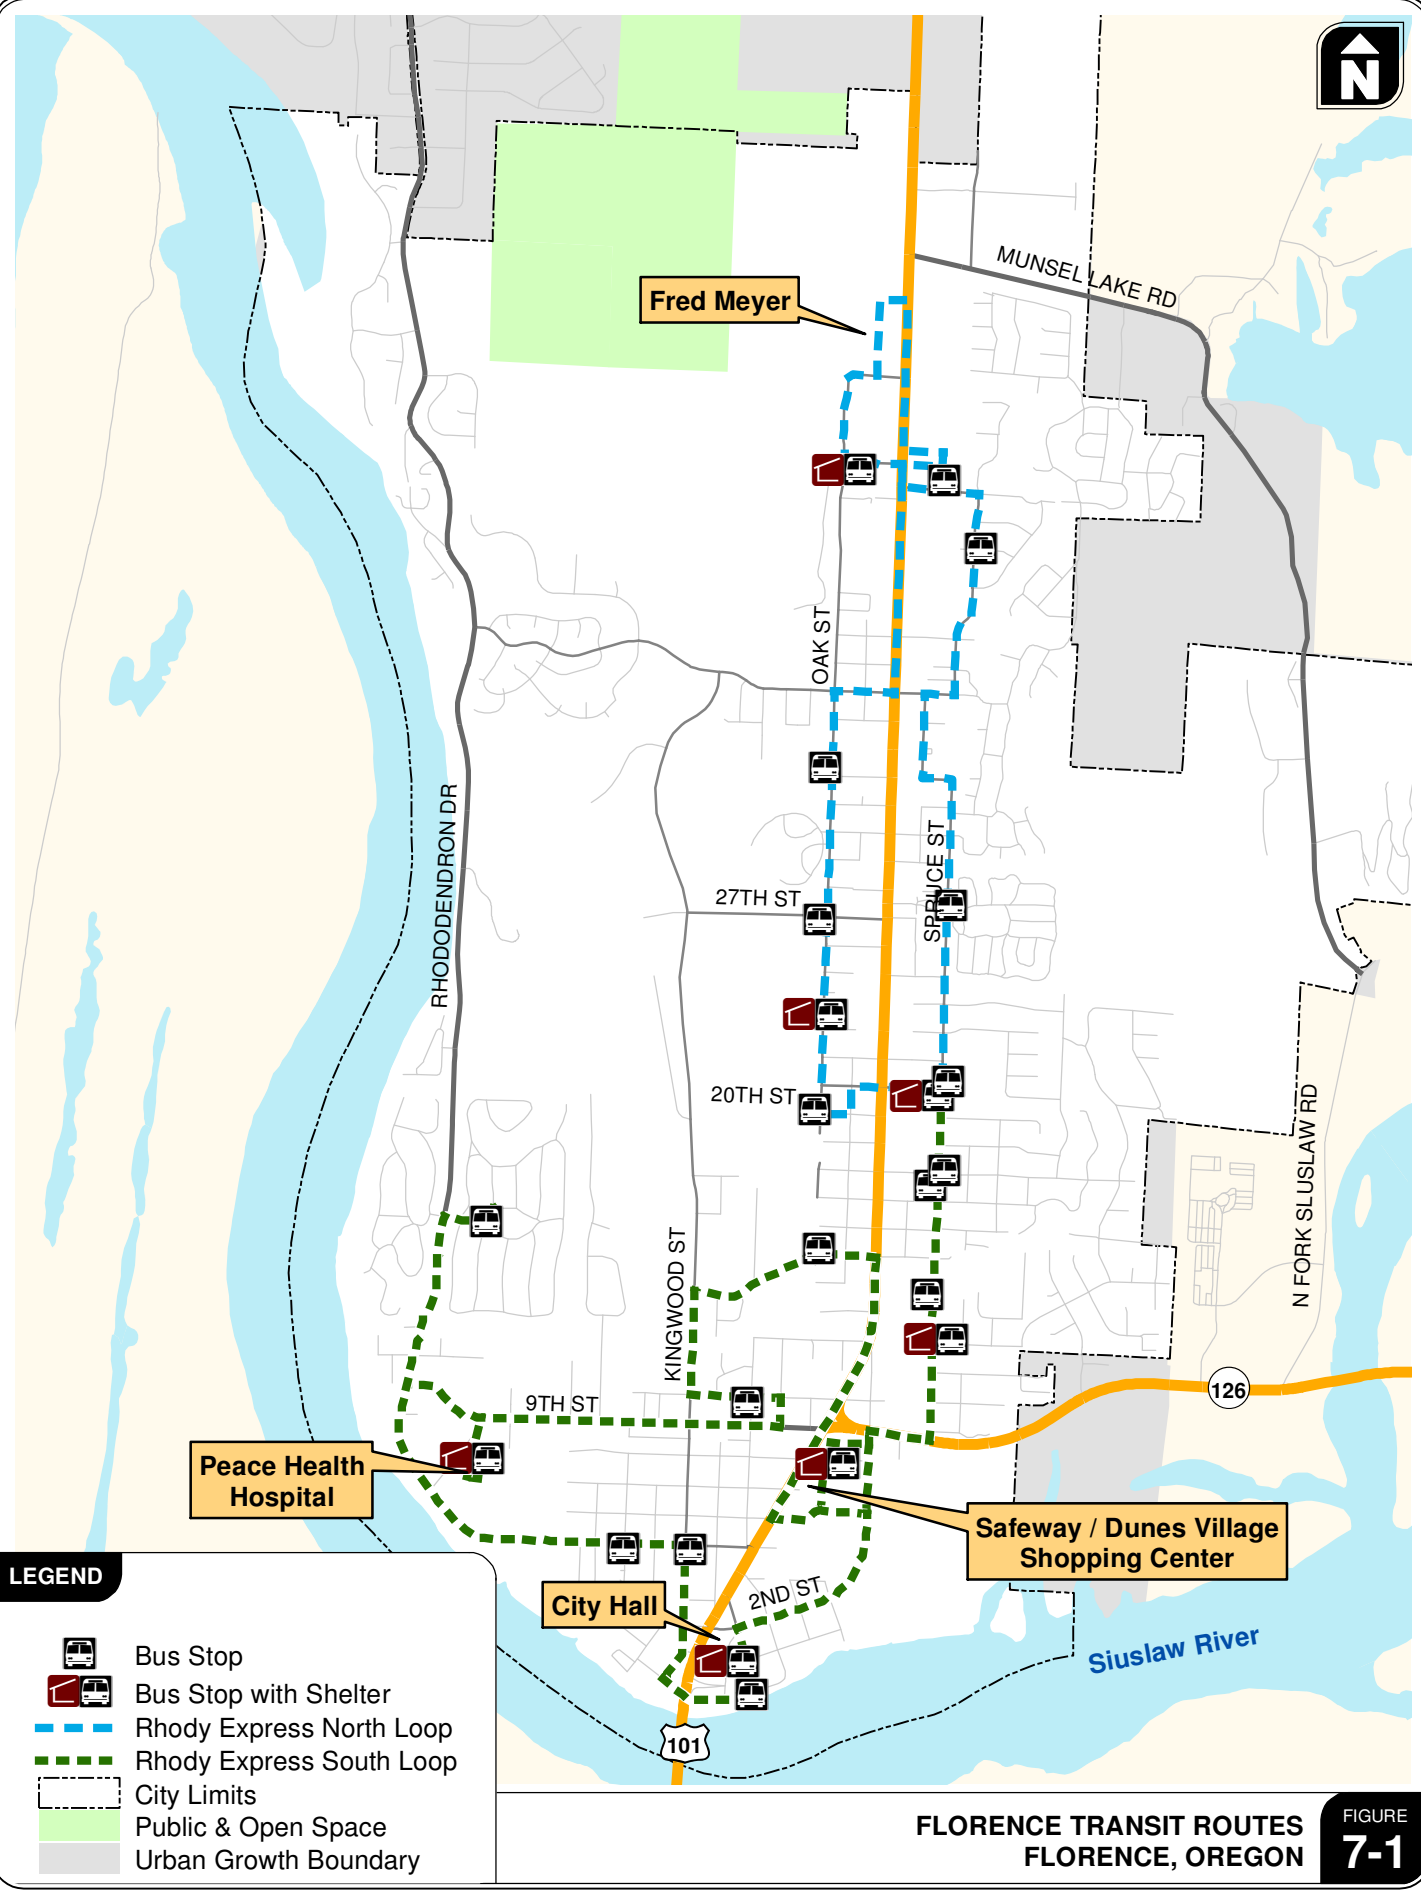 N
MUNSEL LAKE RD
Fred Meyer
OAK ST
RHODODENDRON DR
SPRUCE ST
27TH ST
20TH ST
N FORK SLUSLAW RD
KINGWOOD ST
9TH ST
126
Peace Health
Hospital
Safeway / Dunes Village
Shopping Center
City Hall
2ND ST
Siuslaw River
101
LEGEND
Bus Stop
Bus Stop with Shelter
Rhody Express North Loop
Rhody Express South Loop
City Limits
Public & Open Space
Urban Growth Boundary
FLORENCE TRANSIT ROUTES
FLORENCE, OREGON
FIGURE
7-1